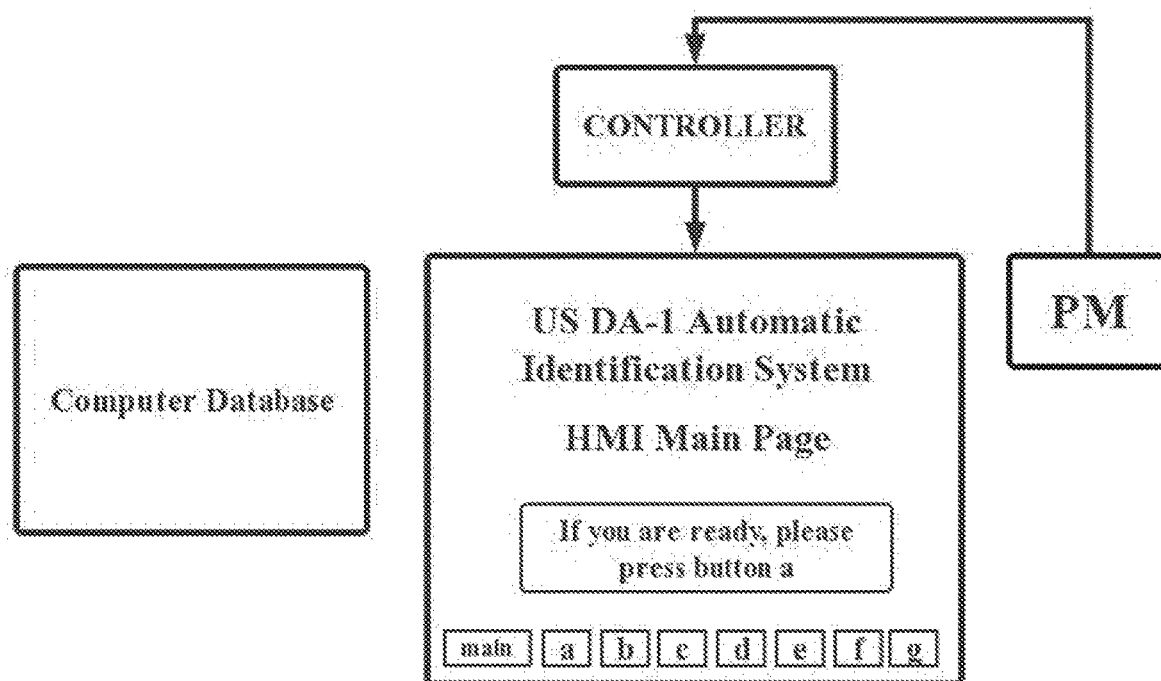 CONTROLLER
PM
Computer Database
US DA-1 Automatic
Identification System
HMI Main Page
If you are ready, please
press button a
main a b c d e f g